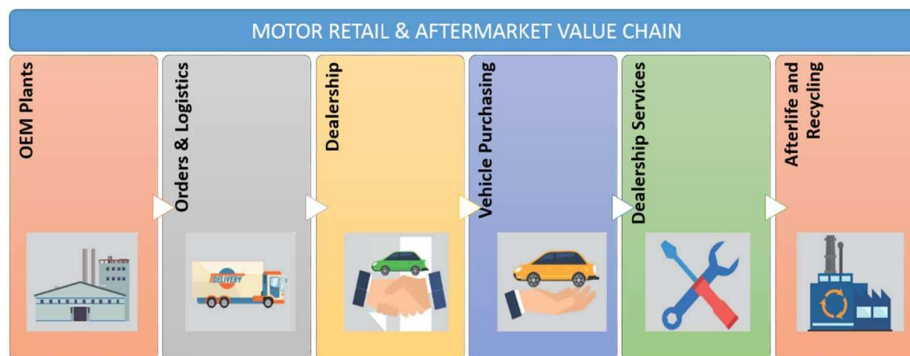 MOTOR RETAIL & AFTERMARKET VALUE CHAIN
OEM Plants
Orders & Logistics
Dealership
Vehicle Purchasing
Dealership Services
Afterlife and
Recycling
DELIVERY